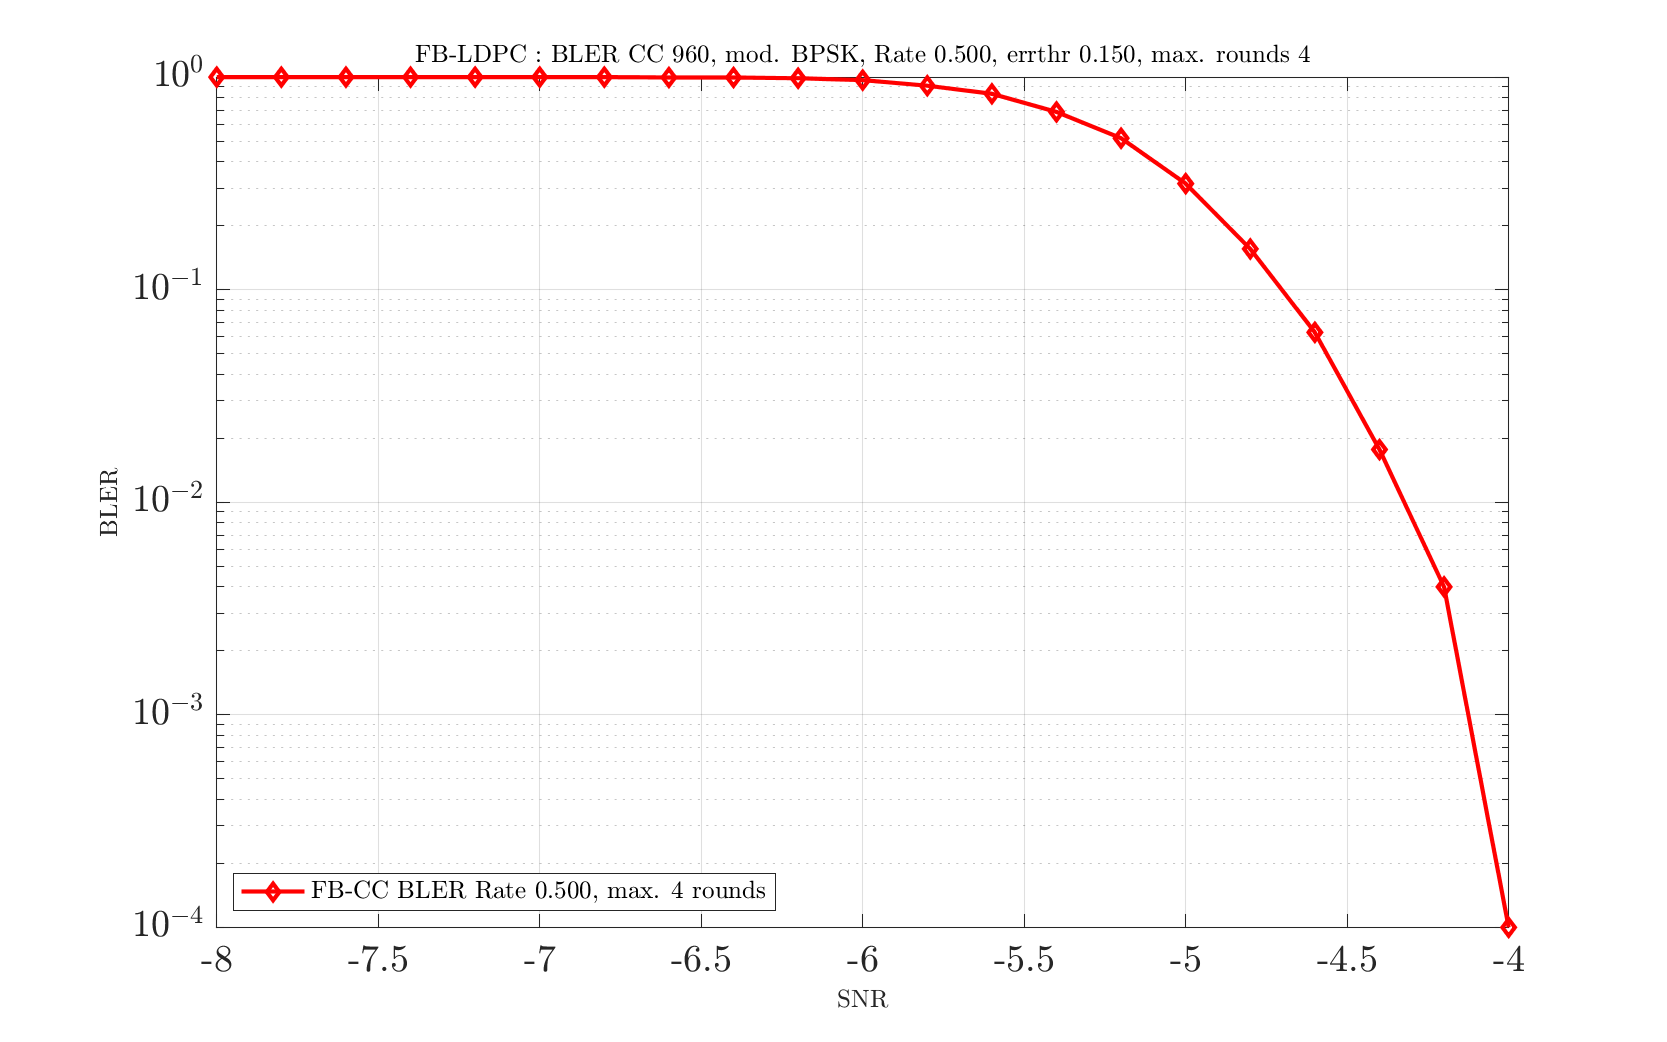 FB-LDPC : BLER CC 960, mod. BPSK, Rate 0.500, errthr 0.150, max. rounds 4
10^0
10^{-1}
10^{-2}
10^{-3}
10^{-4}
BLER
FB-CC BLER Rate 0.500, max. 4 rounds
-8 -7.5 -7 -6.5 -6 -5.5 -5 -4.5 -4
SNR